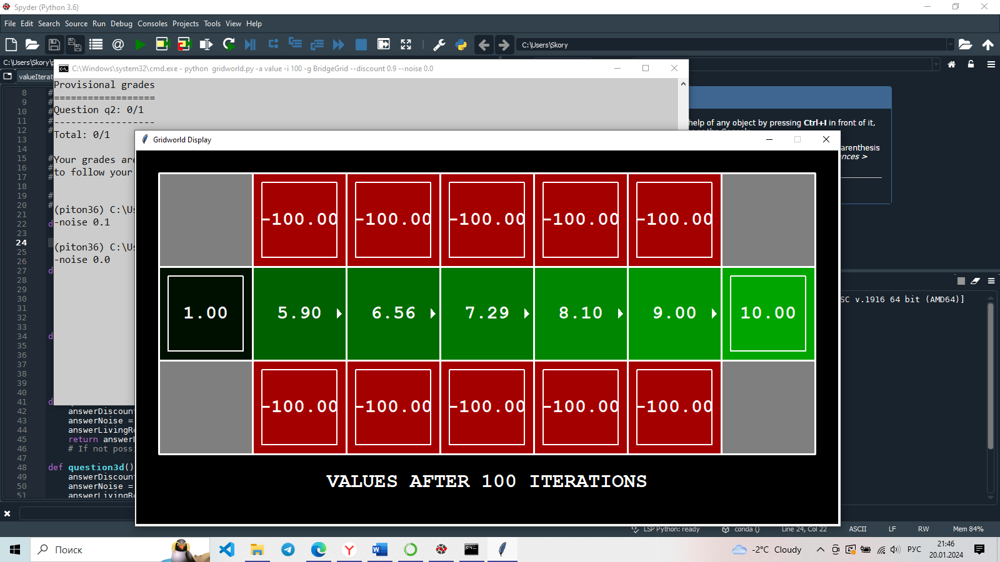 Spyder (Python 3.6)
File Edit Search Source Run Debug Consoles Projects Tools View Help
C:\Users\Skory
C:\Users\Skory\
C:\Windows\system32\cmd.exe - python gridworld.py -a value -i 100 -g BridgeGrid --discount 0.9 --noise 0.0
Provisional grades
==================
Question q2: 0/1
------------------
Total: 0/1
Your grades are
to follow your
(piton36) C:\Us
-noise 0.1
(piton36) C:\Us
-noise 0.0
help of any object by pressing Ctrl+I in front of it,
arenthesis
nces >
Gridworld Display
-100.00 -100.00 -100.00 -100.00 -100.00
1.00 5.90 6.56 7.29 8.10 9.00 10.00
-100.00 -100.00 -100.00 -100.00 -100.00
VALUES AFTER 100 ITERATIONS
SC v.1916 64 bit (AMD64)]
valueIterati
8 #
9 #
10 #
11 #
12 #
13
14
15 #
16 #
17 #
18
19 #
20 #
21
22 d
23
24
25
26
27 d
28
29
30
31
32
33
34 d
35
36
37
38
39
40
41 d
42 answerDiscount
43 answerNoise =
44 answerLivingRe
45 return answerD
46 # If not possi
47
48 def question3d()
49 answerDiscount
50 answerNoise =
51 answerLivingRe
LSP Python: ready conda () Line 24, Col 22 ASCII LF RW Mem 84%
Поиск
-2°C Cloudy
РУС
21:46
20.01.2024